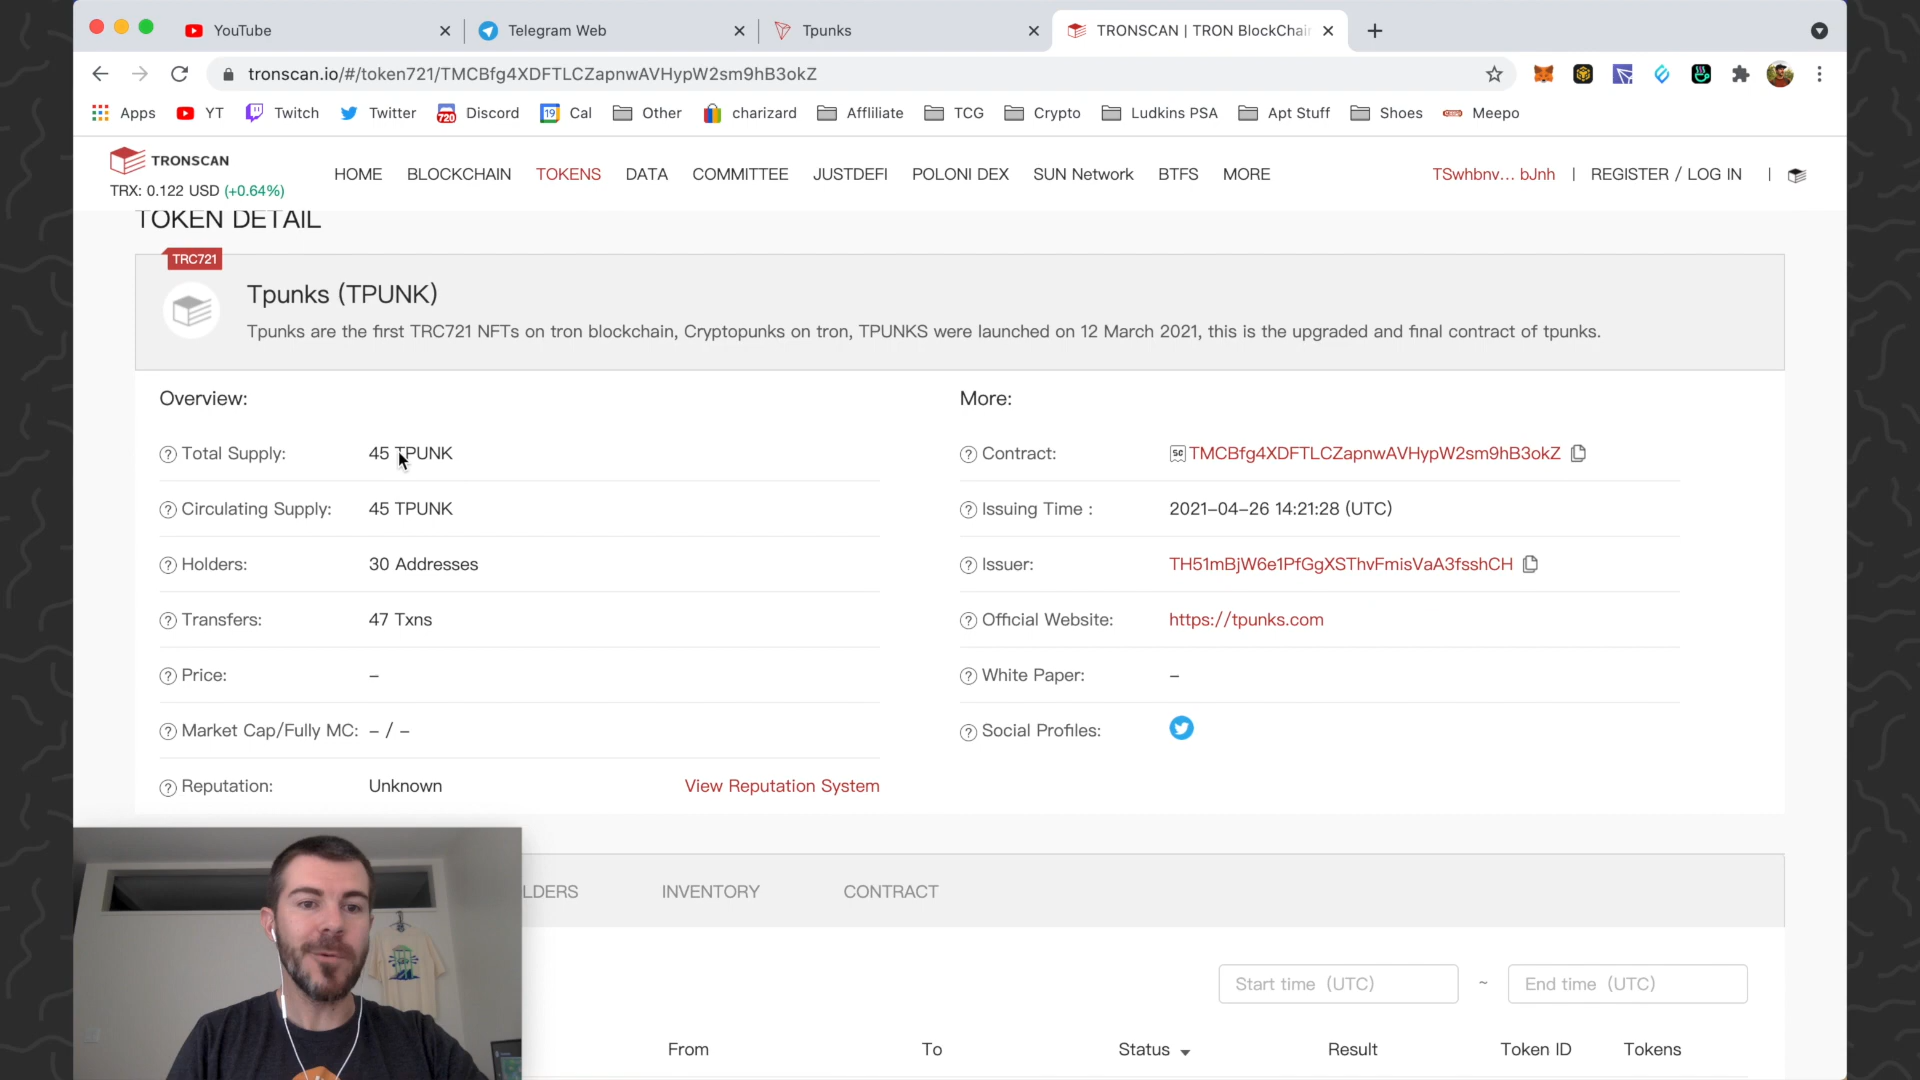 YouTube
Telegram Web
Tpunks
TRONSCAN | TRON BlockChai
tronscan.io/#/token721/TMCBfg4XDFTLCZapnwAVHypW2sm9hB3okZ
Apps
YT
Twitch
Twitter
Discord
Cal
Other
charizard
Affliliate
TCG
Crypto
Ludkins PSA
Apt Stuff
Shoes
Meepo
TRONSCAN
TRX: 0.122 USD (+0.64%)
HOME
BLOCKCHAIN
TOKENS
DATA
COMMITTEE
JUSTDEFI
POLONI DEX
SUN Network
BTFS
MORE
TSwhbnv... bJnh | REGISTER / LOG IN |
TOKEN DETAIL
TRC721
Tpunks (TPUNK)
Tpunks are the first TRC721 NFTs on tron blockchain, Cryptopunks on tron, TPUNKS were launched on 12 March 2021, this is the upgraded and final contract of tpunks.
Overview:
Total Supply: 45 TPUNK
Circulating Supply: 45 TPUNK
Holders: 30 Addresses
Transfers: 47 Txns
Price: –
Market Cap/Fully MC: – / –
Reputation: Unknown View Reputation System
More:
Contract: TMCBfg4XDFTLCZapnwAVHypW2sm9hB3okZ
Issuing Time : 2021–04–26 14:21:28 (UTC)
Issuer: TH51mBjW6e1PfGgXSThvFmisVaA3fsshCH
Official Website: https://tpunks.com
White Paper: –
Social Profiles:
LDERS
INVENTORY
CONTRACT
Start time (UTC) ~ End time (UTC)
From
To
Status
Result
Token ID
Tokens